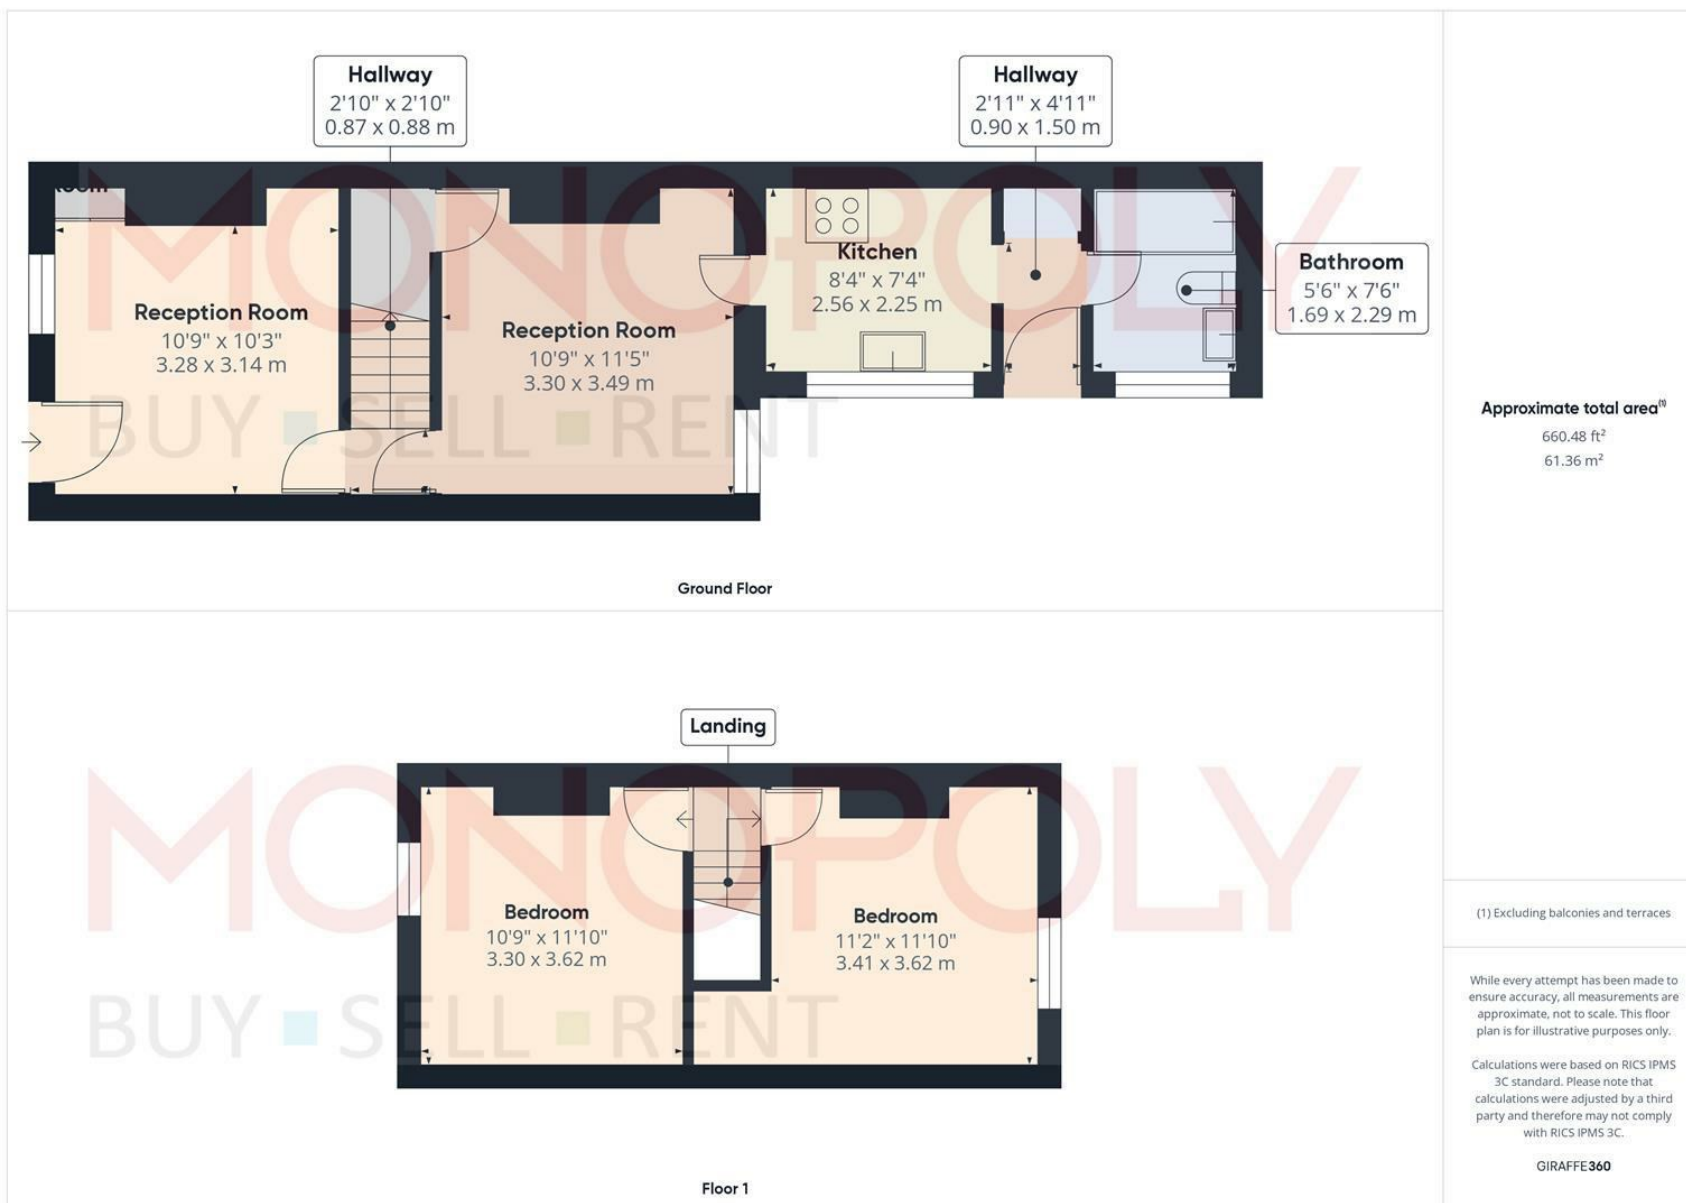 Hallway
2'10" x 2'10"
0.87 x 0.88 m
Hallway
2'11" x 4'11"
0.90 x 1.50 m
MONOPOLY
BUY SELL RENT
Reception Room
10'9" x 10'3"
3.28 x 3.14 m
Reception Room
10'9" x 11'5"
3.30 x 3.49 m
Kitchen
8'4" x 7'4"
2.56 x 2.25 m
Bathroom
5'6" x 7'6"
1.69 x 2.29 m
Ground Floor
Landing
MONOPOLY
BUY SELL RENT
Bedroom
10'9" x 11'10"
3.30 x 3.62 m
Bedroom
11'2" x 11'10"
3.41 x 3.62 m
Floor 1
Approximate total area(1)
660.48 ft²
61.36 m²
(1) Excluding balconies and terraces
While every attempt has been made to
ensure accuracy, all measurements are
approximate, not to scale. This floor
plan is for illustrative purposes only.
Calculations were based on RICS IPMS
3C standard. Please note that
calculations were adjusted by a third
party and therefore may not comply
with RICS IPMS 3C.
GIRAFFE360